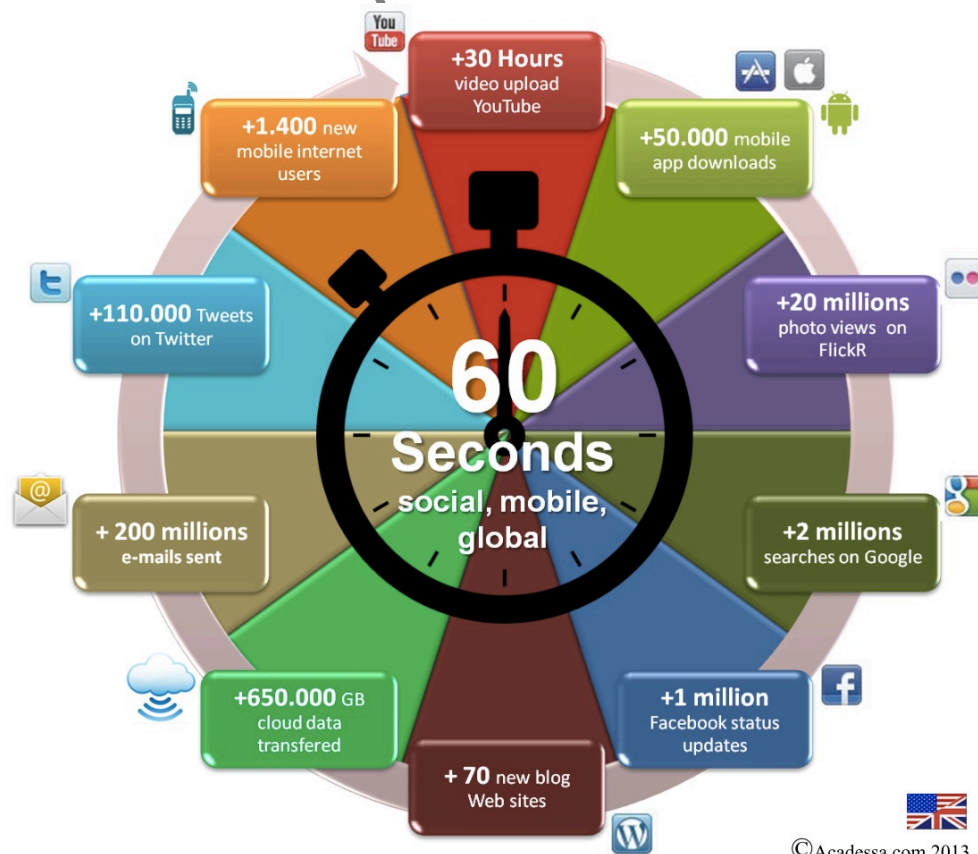 You
Tube
+30 Hours
video upload
YouTube
+50.000 mobile
app downloads
+20 millions
photo views on
FlickR
+2 millions
searches on Google
+1 million
Facebook status
updates
+ 70 new blog
Web sites
+650.000 GB
cloud data
transfered
+ 200 millions
e-mails sent
+110.000 Tweets
on Twitter
+1.400 new
mobile internet
users
60
Seconds
social, mobile,
global
©Acadessa.com 2013